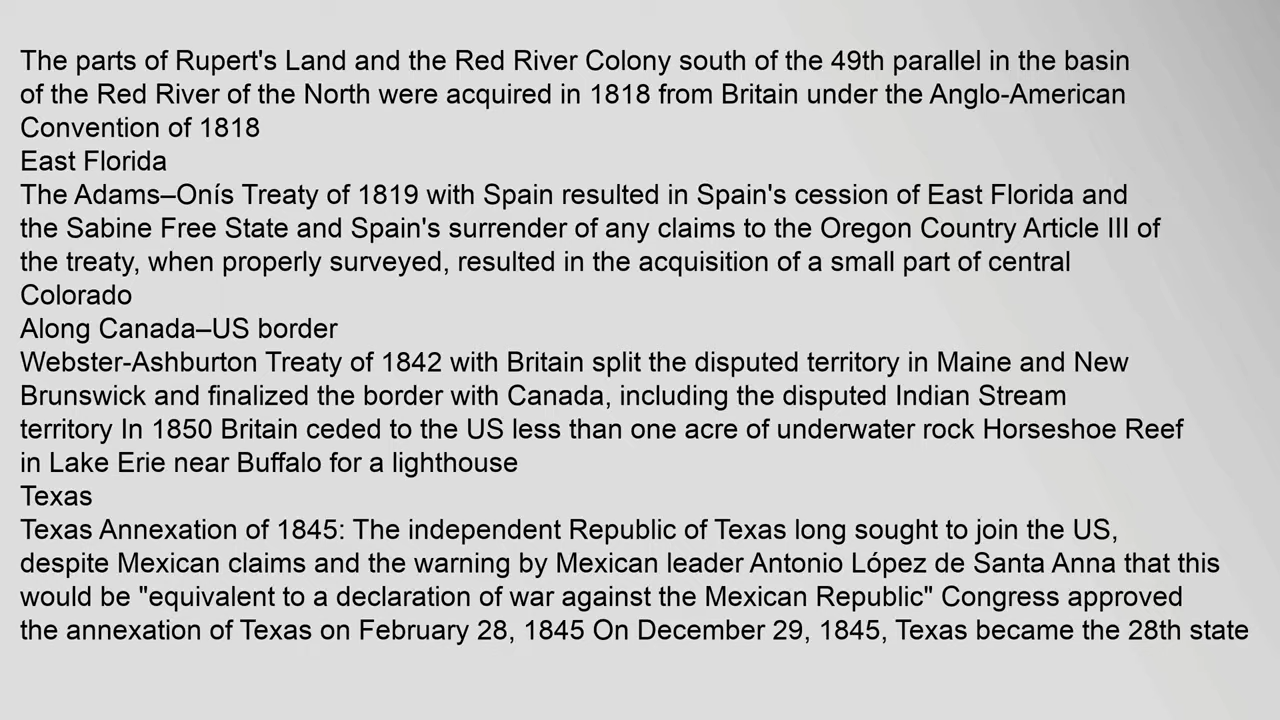 The parts of Rupert's Land and the Red River Colony south of the 49th parallel in the basin
of the Red River of the North were acquired in 1818 from Britain under the Anglo-American
Convention of 1818
East Florida
The Adams–Onís Treaty of 1819 with Spain resulted in Spain's cession of East Florida and
the Sabine Free State and Spain's surrender of any claims to the Oregon Country Article III of
the treaty, when properly surveyed, resulted in the acquisition of a small part of central
Colorado
Along Canada–US border
Webster-Ashburton Treaty of 1842 with Britain split the disputed territory in Maine and New
Brunswick and finalized the border with Canada, including the disputed Indian Stream
territory In 1850 Britain ceded to the US less than one acre of underwater rock Horseshoe Reef
in Lake Erie near Buffalo for a lighthouse
Texas
Texas Annexation of 1845: The independent Republic of Texas long sought to join the US,
despite Mexican claims and the warning by Mexican leader Antonio López de Santa Anna that this
would be "equivalent to a declaration of war against the Mexican Republic" Congress approved
the annexation of Texas on February 28, 1845 On December 29, 1845, Texas became the 28th state